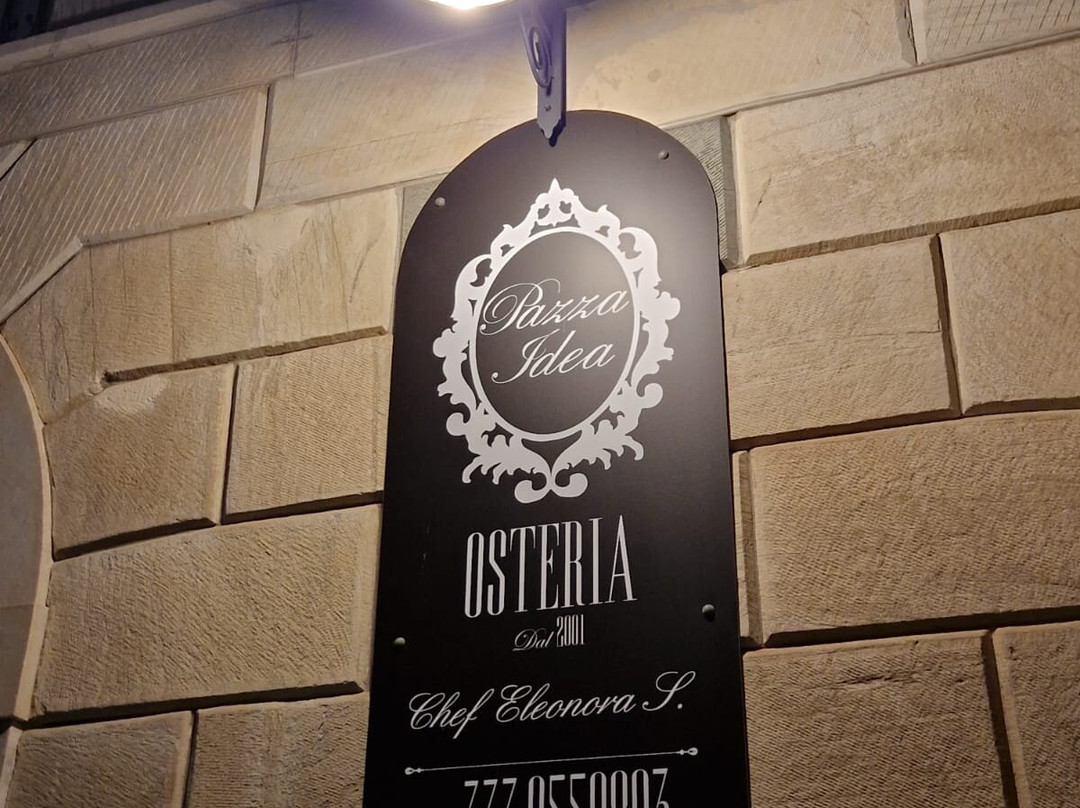 Pazza
Idea
OSTERIA
Dal 2001
Chef Eleonora S.